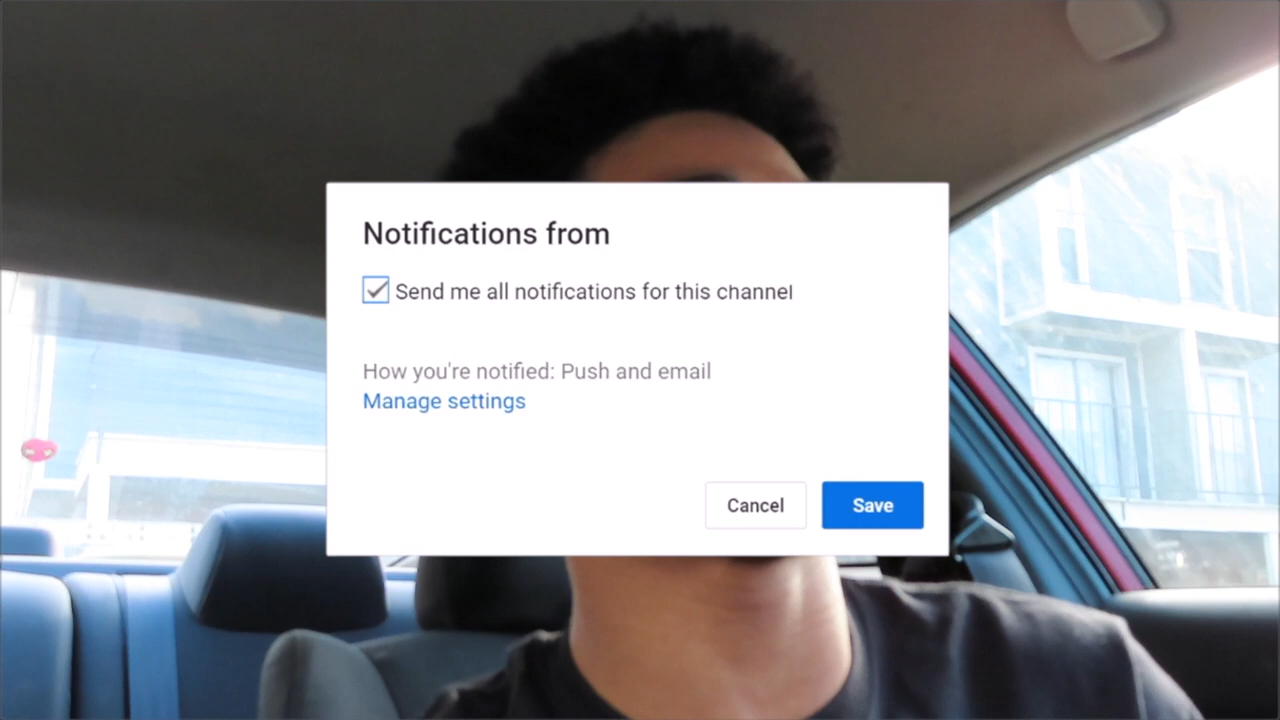 Notifications from
Send me all notifications for this channel
How you're notified: Push and email
Manage settings
Cancel
Save